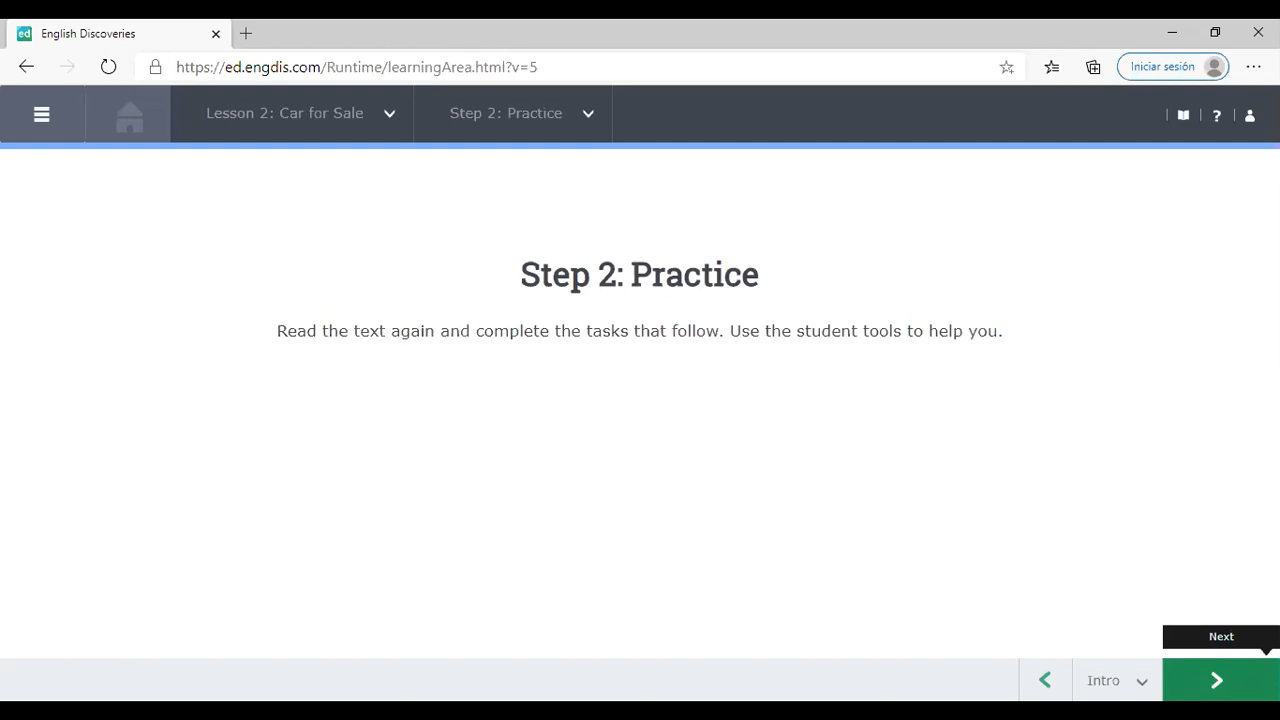 ed English Discoveries
https://ed.engdis.com/Runtime/learningArea.html?v=5
Iniciar sesión
Lesson 2: Car for Sale
Step 2: Practice
?
Step 2: Practice
Read the text again and complete the tasks that follow. Use the student tools to help you.
Next
Intro